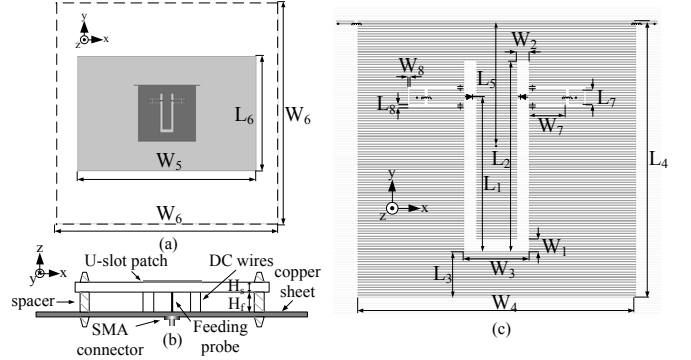 y
z
x
L₆
W₅
W₆
W₆
(a)
z
y
x
U-slot patch
DC wires
copper
sheet
spacer
Hₛ
H_f
SMA
connector
(b)
Feeding
probe
W₂
W₈
L₅
L₈
L₇
W₇
L₂
L₁
L₄
y
z
x
W₁
L₃
W₃
W₄
(c)